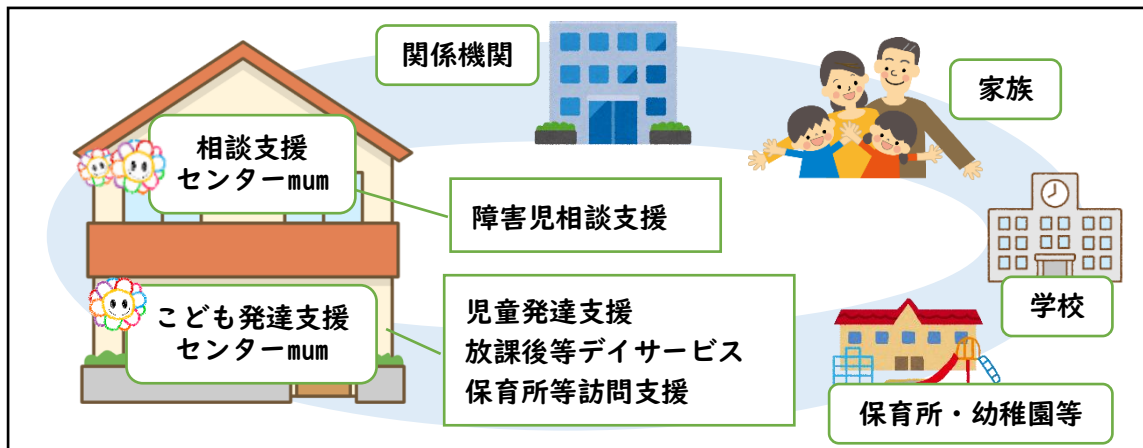 関係機関
家族
相談支援
センターmum
障害児相談支援
学校
こども発達支援
センターmum
児童発達支援
放課後等デイサービス
保育所等訪問支援
保育所・幼稚園等